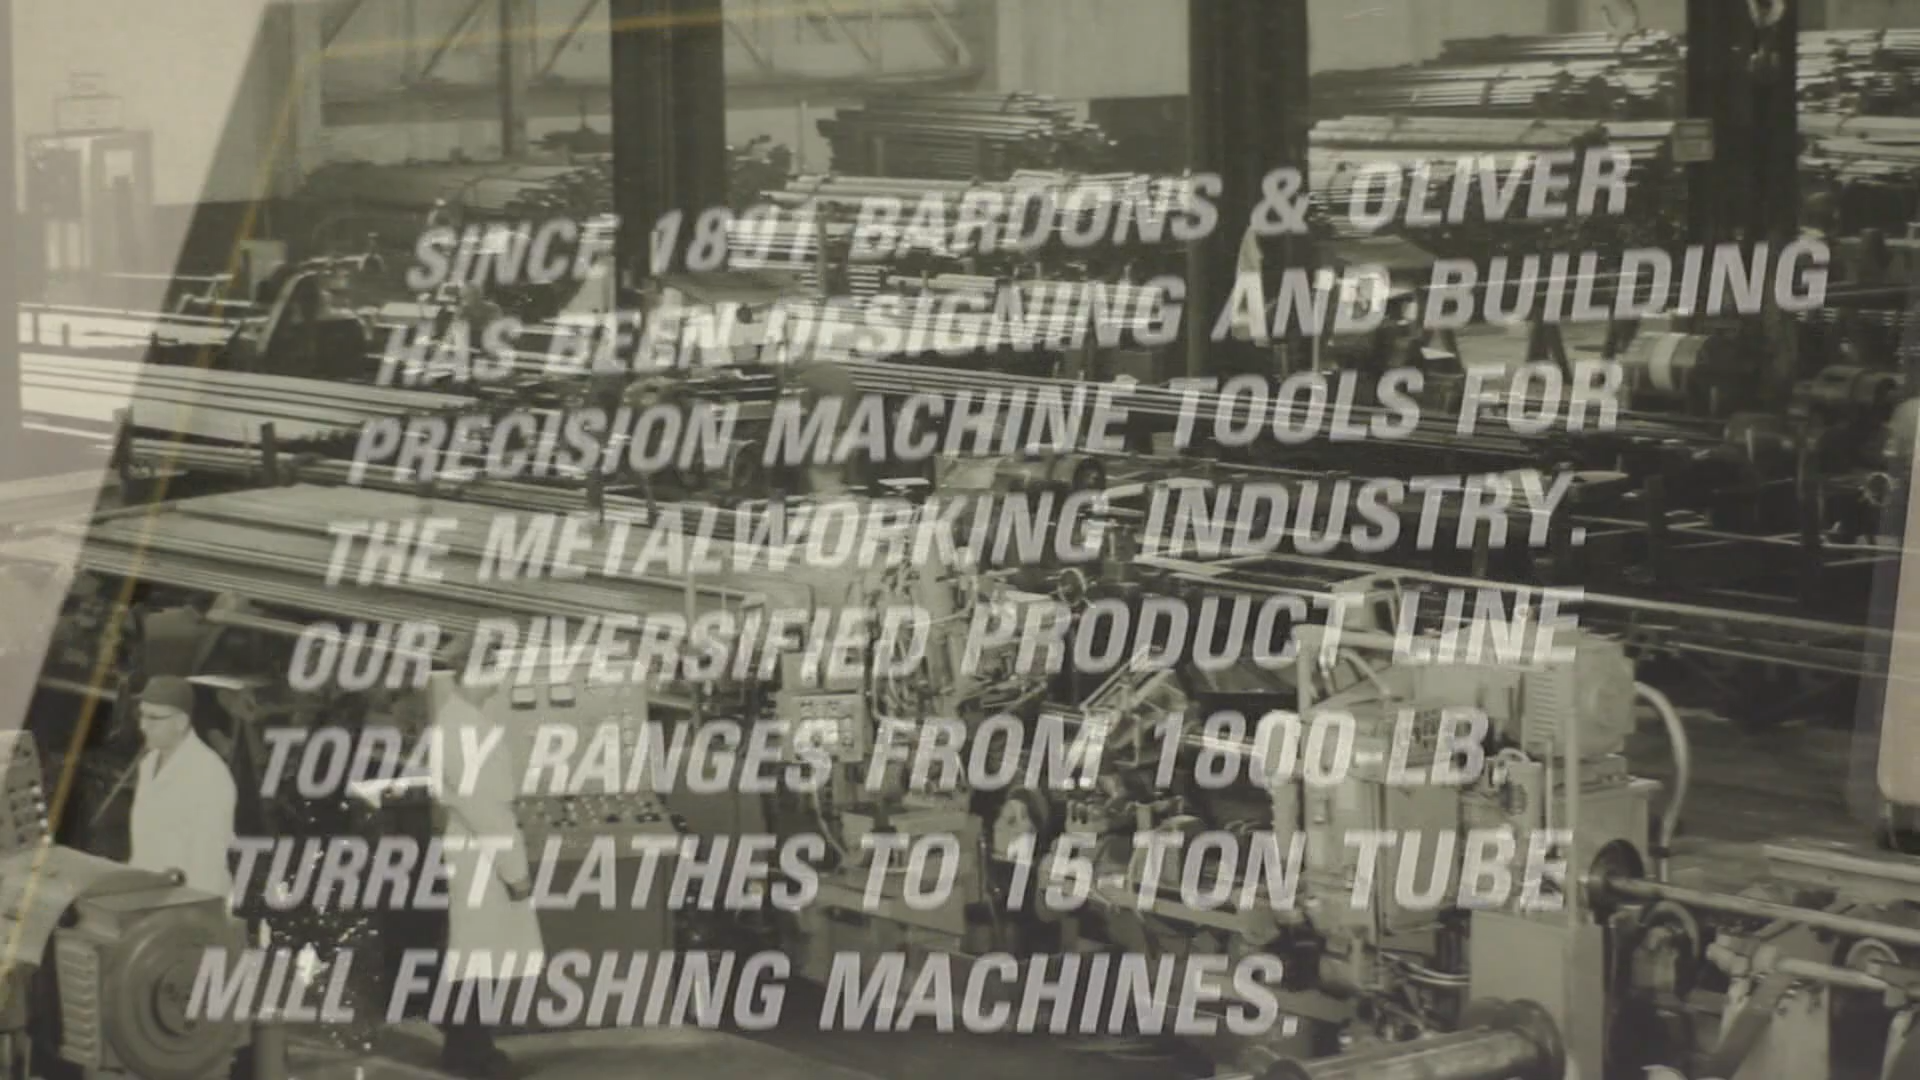 SINCE 1891 BARDONS & OLIVER
HAS BEEN DESIGNING AND BUILDING
PRECISION MACHINE TOOLS FOR
THE METALWORKING INDUSTRY.
OUR DIVERSIFIED PRODUCT LINE
TODAY RANGES FROM 1800-LB.
TURRET LATHES TO 15-TON TUBE
MILL FINISHING MACHINES.